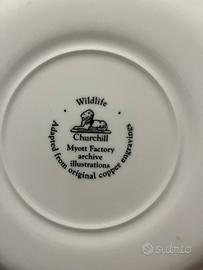 Wildlife
Churchill
Myott Factory
archive
illustrations
Adapted from original copper engravings
subito